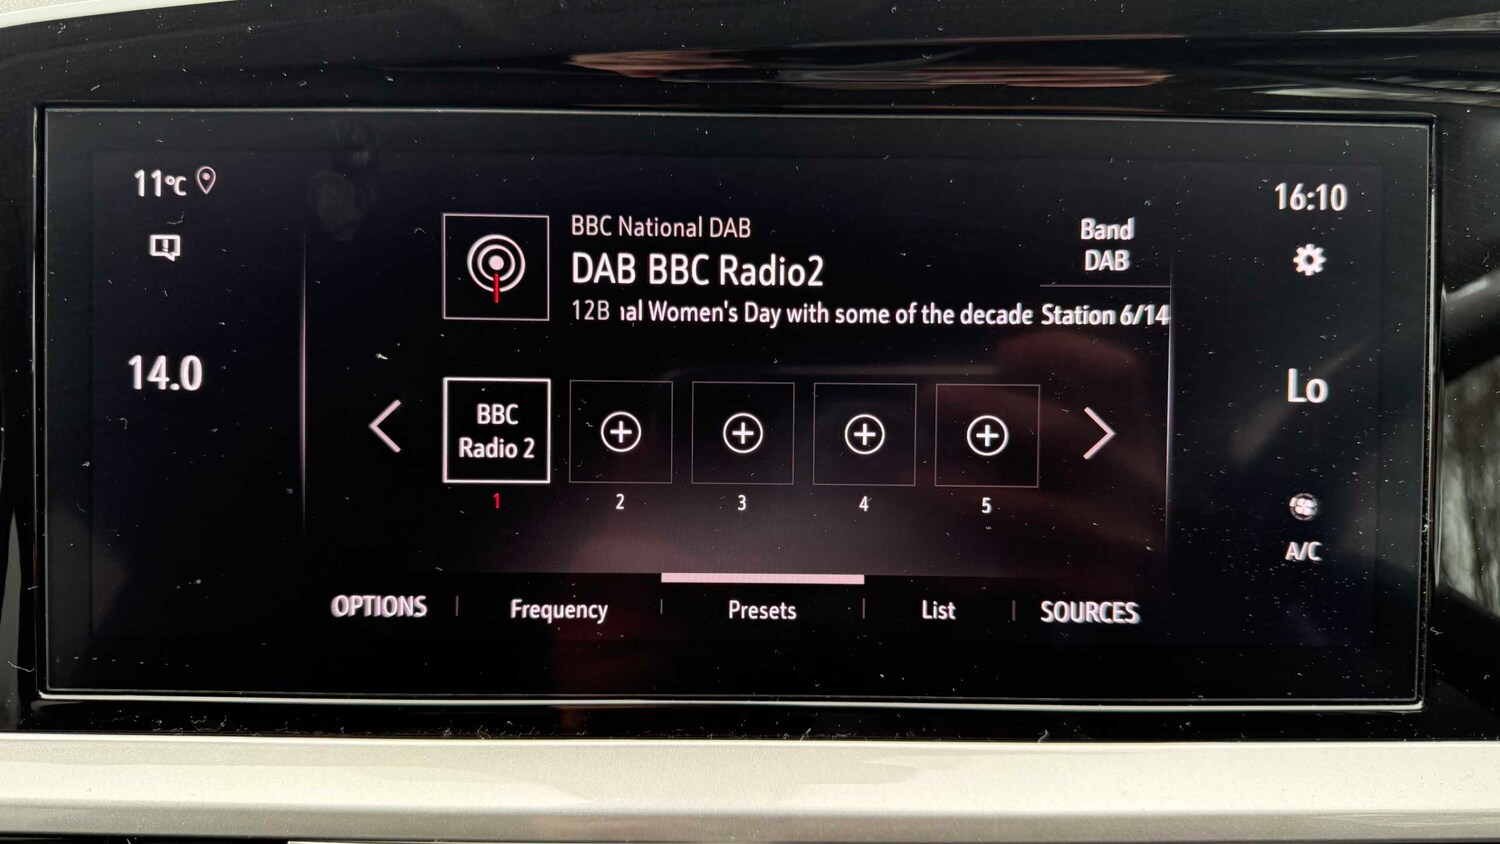 11°C
16:10
BBC National DAB
DAB BBC Radio2
12B al Women's Day with some of the decade
Band
DAB
Station 6/14
14.0
Lo
BBC
Radio 2
1
2
3
4
5
A/C
OPTIONS
Frequency
Presets
List
SOURCES